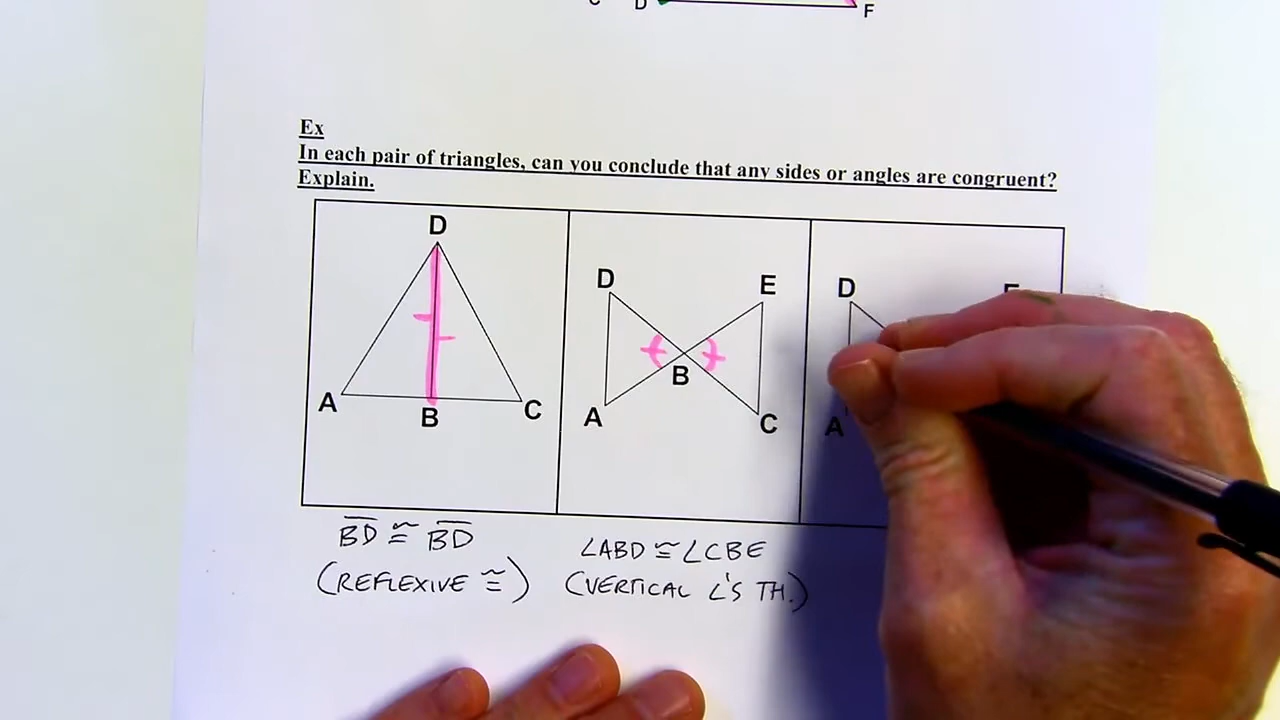 C D F
Ex
In each pair of triangles, can you conclude that any sides or angles are congruent?
Explain.
D
A B C
D E
B
A C
D
A
BD ≅ BD
(REFLEXIVE ≅)
∠ABD ≅ ∠CBE
(VERTICAL ∠'S TH.)